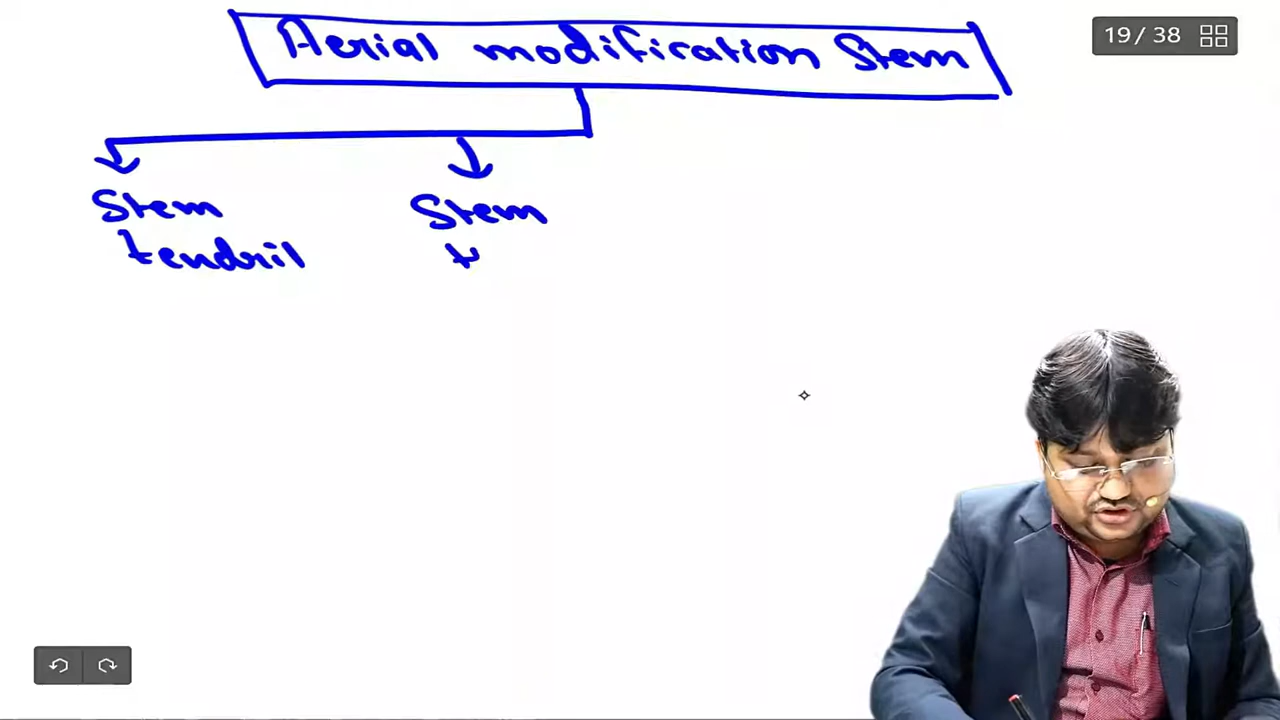 Aerial modification Stem
19 / 38
Stem
tendril
Stem
t